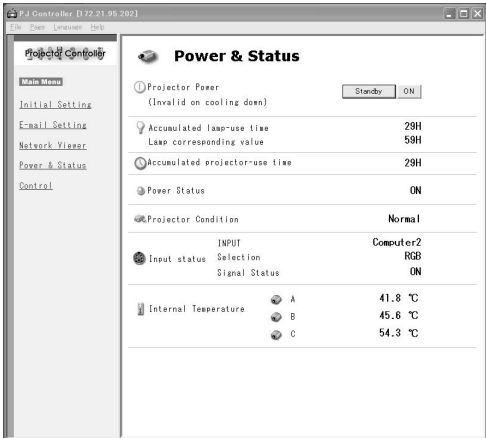 PJ Controller [172.21.95.202]
File Page Language Help
Projector Controller
Main Menu
Initial Setting
E-mail Setting
Network Viewer
Power & Status
Control
Power & Status
Projector Power
(Invalid on cooling down)
Standby ON
Accumulated lamp-use time 29H
Lamp corresponding value 59H
Accumulated projector-use time 29H
Power Status ON
Projector Condition Normal
Input status
INPUT Computer2
Selection RGB
Signal Status ON
Internal Temperature
A 41.8 ℃
B 45.6 ℃
C 54.3 ℃